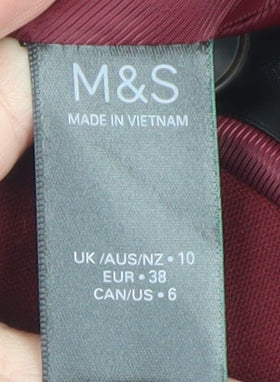 M&S
MADE IN VIETNAM
UK /AUS/NZ • 10
EUR • 38
CAN/US • 6